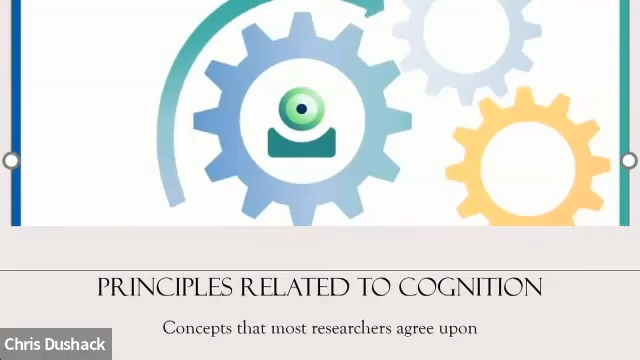 PRINCIPLES RELATED TO COGNITION
Concepts that most researchers agree upon
Chris Dushack